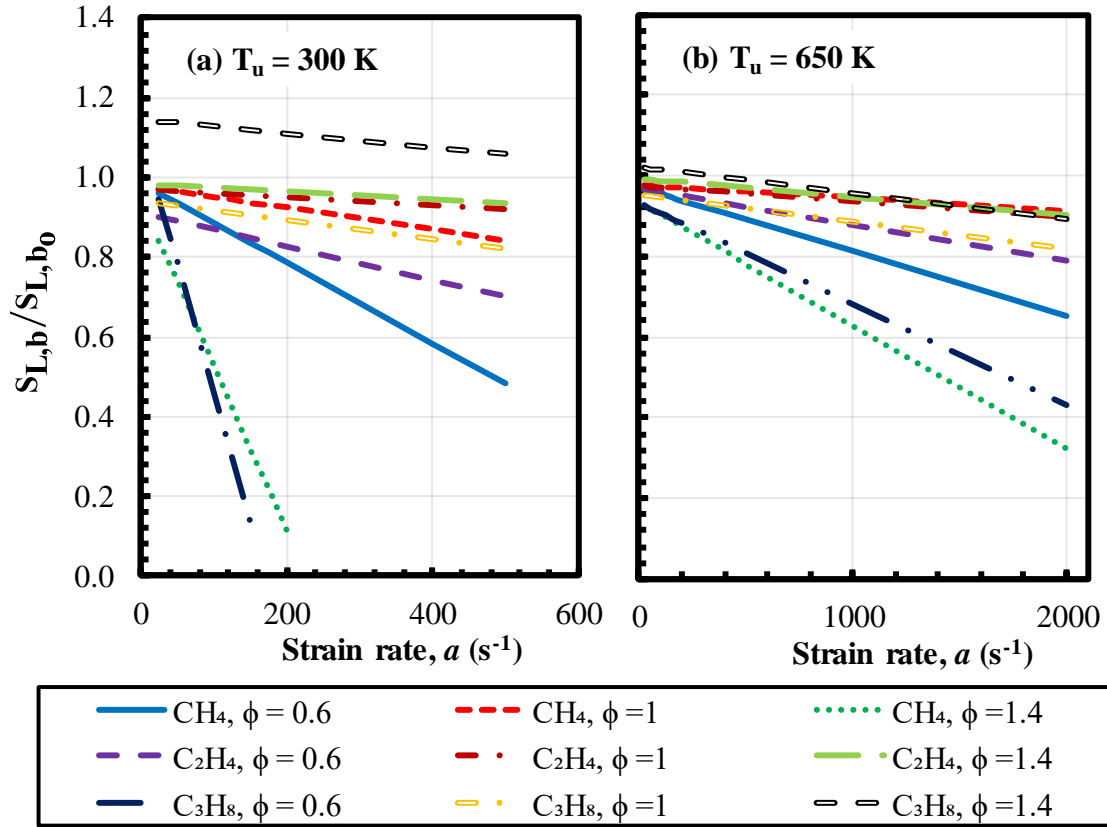 (a) Tᵤ = 300 K
(b) Tᵤ = 650 K
S_L,b/S_L,b₀
1.4
1.2
1.0
0.8
0.6
0.4
0.2
0.0
0 200 400 600
0 1000 2000
Strain rate, a (s⁻¹)
Strain rate, a (s⁻¹)
CH₄, ϕ = 0.6
CH₄, ϕ =1
CH₄, ϕ =1.4
C₂H₄, ϕ = 0.6
C₂H₄, ϕ =1
C₂H₄, ϕ =1.4
C₃H₈, ϕ = 0.6
C₃H₈, ϕ =1
C₃H₈, ϕ =1.4